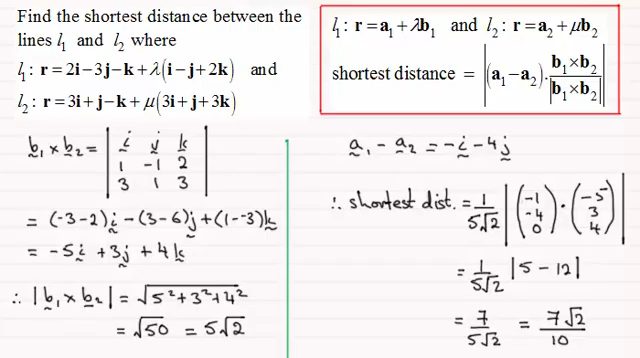 Find the shortest distance between the
lines l₁ and l₂ where
l₁: r=2i−3j−k+λ(i−j+2k) and
l₂: r=3i+j−k+μ(3i+j+3k)
l₁: r=a₁+λb₁ and l₂: r=a₂+μb₂
shortest distance = |(a₁−a₂).(b₁×b₂)/|b₁×b₂||
b₁ × b₂ = | i j k |
| 1 -1 2 |
| 3 1 3 |
= (-3-2)i - (3-6)j + (1--3)k
= -5i + 3j + 4k
∴ |b₁ × b₂| = √(5²+3²+4²)
= √50 = 5√2
a₁ - a₂ = -i - 4j
∴ shortest dist. = 1/(5√2) |(-1 -4 0) · (-5 3 4)|
= 1/(5√2) |5 - 12|
= 7/(5√2) = 7√2/10